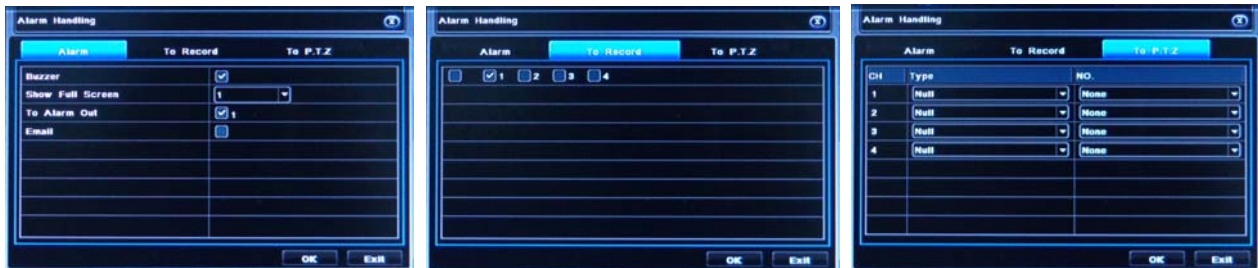 Alarm Handling
Alarm To Record To P.T.Z
Buzzer
Show Full Screen 1
To Alarm Out 1
Email
OK Exit
Alarm Handling
Alarm To Record To P.T.Z
1 2 3 4
OK Exit
Alarm Handling
Alarm To Record To P.T.Z
CH Type NO.
1 Null None
2 Null None
3 Null None
4 Null None
OK Exit